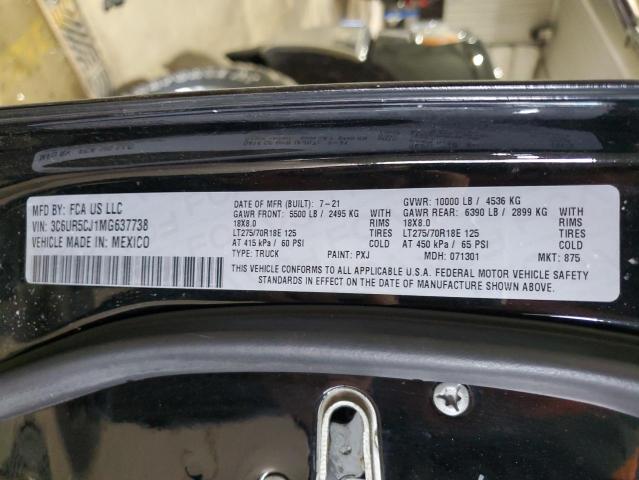 MFD BY: FCA US LLC
VIN: 3C6UR5CJ1MG637738
VEHICLE MADE IN: MEXICO
DATE OF MFR (BUILT): 7-21
GAWR FRONT: 5500 LB / 2495 KG WITH
18X8.0 RIMS
LT275/70R18E 125 TIRES
AT 415 kPa / 60 PSI
TYPE: TRUCK PAINT: PXJ
GVWR: 10000 LB / 4536 KG
GAWR REAR: 6390 LB / 2899 KG WITH
18X8.0 RIMS
LT275/70R18E 125 TIRES
AT 450 kPa / 65 PSI
MDH: 071301 MKT: 875
THIS VEHICLE CONFORMS TO ALL APPLICABLE U.S.A. FEDERAL MOTOR VEHICLE SAFETY
STANDARDS IN EFFECT ON THE DATE OF MANUFACTURE SHOWN ABOVE.